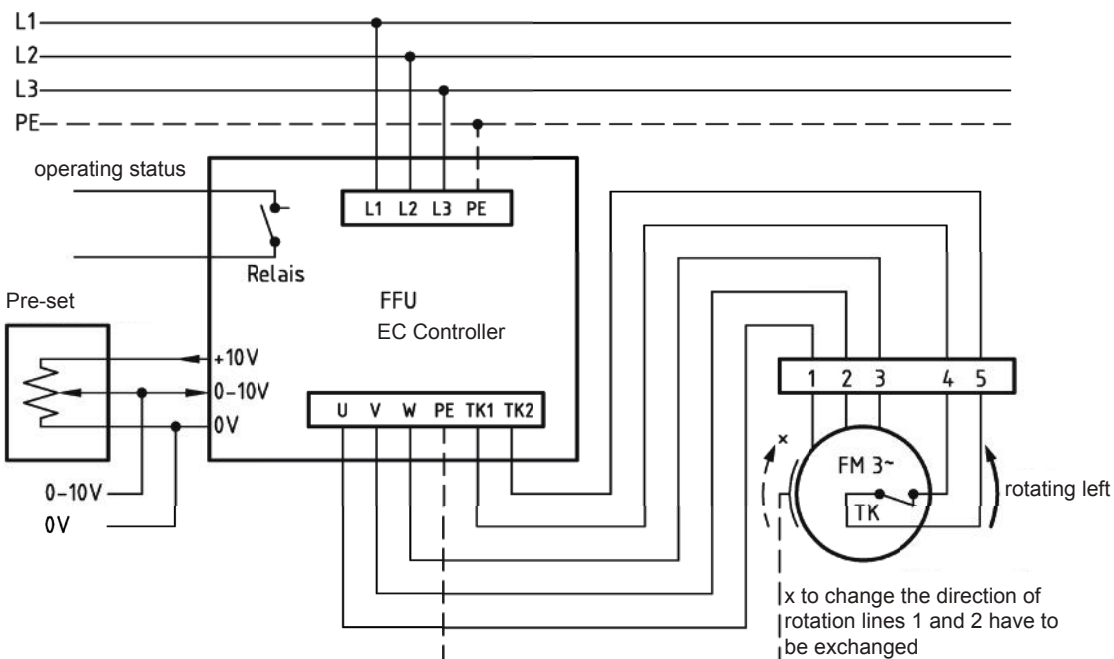 L1
L2
L3
PE
operating status
L1 L2 L3 PE
Relais
Pre-set
FFU
EC Controller
+10V
0-10V
0V
U V W PE TK1 TK2
1 2 3 4 5
x
FM 3~
TK
rotating left
0-10V
0V
x to change the direction of
rotation lines 1 and 2 have to
be exchanged